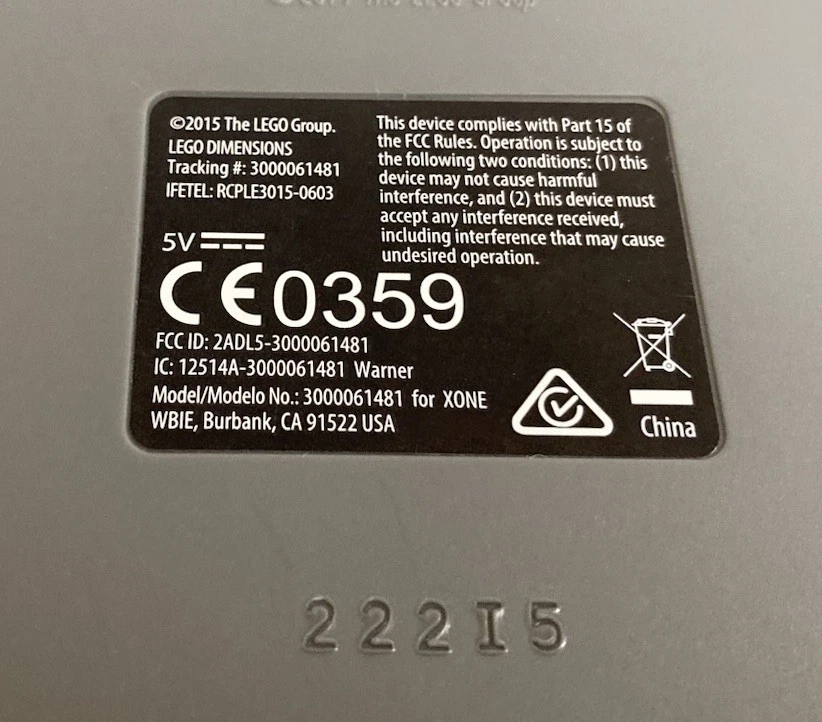 The LEGO Group
©2015 The LEGO Group.
LEGO DIMENSIONS
Tracking #: 3000061481
IFETEL: RCPLE3015-0603
This device complies with Part 15 of
the FCC Rules. Operation is subject to
the following two conditions: (1) this
device may not cause harmful
interference, and (2) this device must
accept any interference received,
including interference that may cause
undesired operation.
5V
CE0359
FCC ID: 2ADL5-3000061481
IC: 12514A-3000061481 Warner
Model/Modelo No.: 3000061481 for XONE
WBIE, Burbank, CA 91522 USA
China
222I5